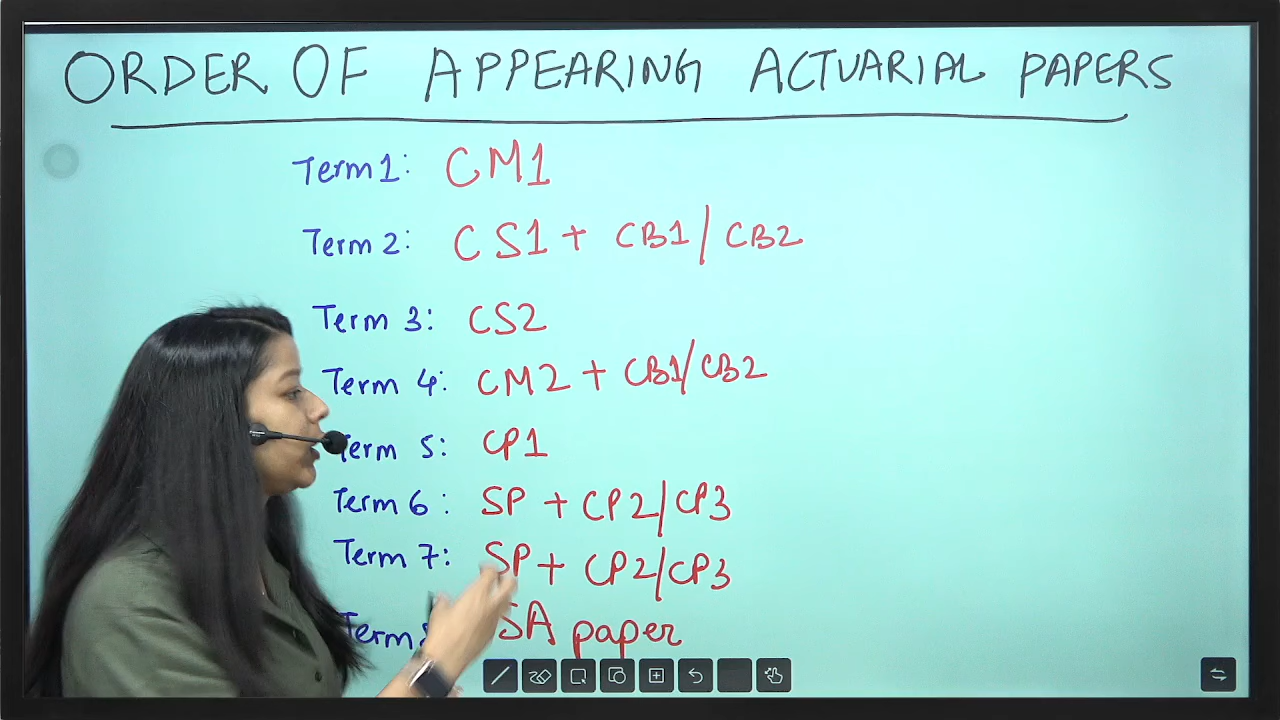 ORDER OF APPEARING ACTUARIAL PAPERS
Term 1: CM1
Term 2: CS1 + CB1/CB2
Term 3: CS2
Term 4: CM2 + CB1/CB2
Term 5: CP1
Term 6: SP + CP2/CP3
Term 7: SP + CP2/CP3
Term SA paper